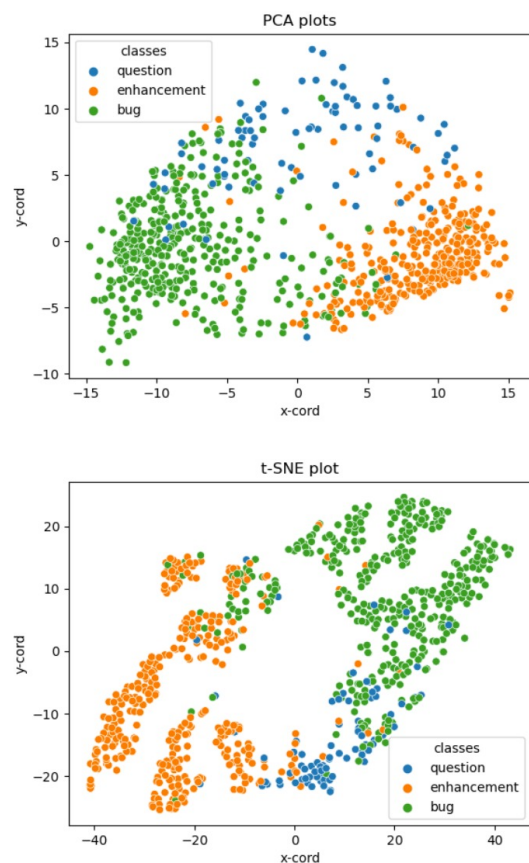 PCA plots
15
10
5
0
−5
−10
y-cord
classes
question
enhancement
bug
−15
−10
−5
0
5
10
15
x-cord
t-SNE plot
20
10
0
−10
−20
y-cord
classes
question
enhancement
bug
−40
−20
0
20
40
x-cord